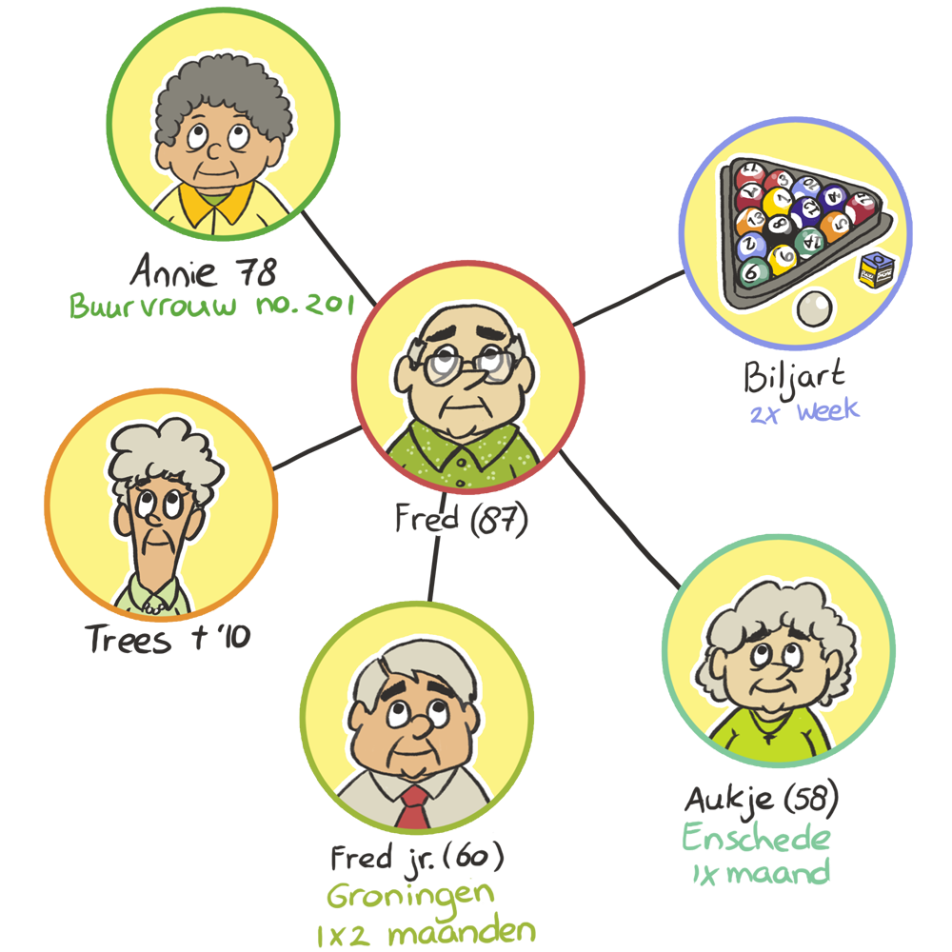 Annie 78
Buurvrouw no. 201
Biljart
2x week
Fred (87)
Trees † '10
Fred jr. (60)
Groningen
1x2 maanden
Aukje (58)
Enschede
1x maand